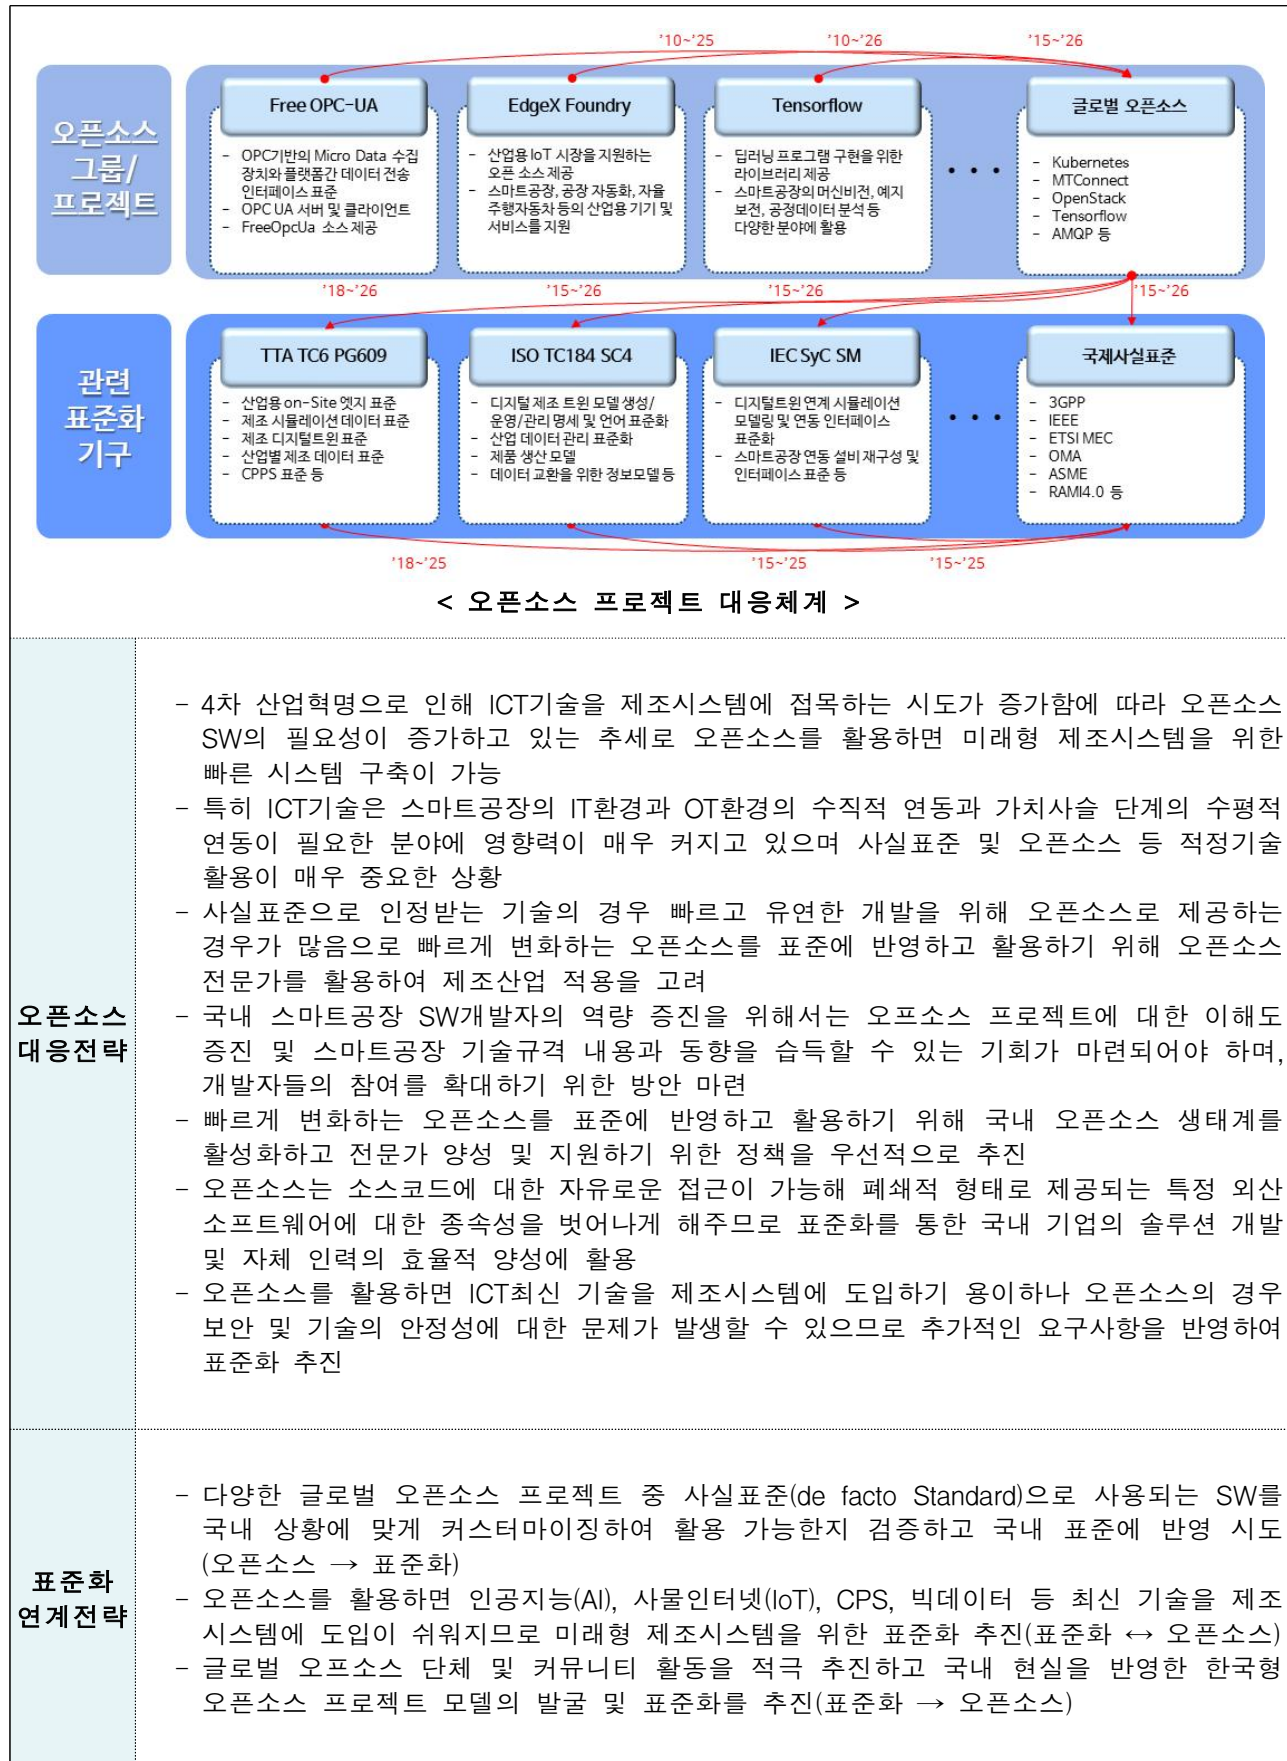 '10~'25
'10~'26
'15~'26
오픈소스
그룹/
프로젝트
Free OPC-UA
- OPC기반의 Micro Data 수집
장치와 플랫폼간 데이터 전송
인터페이스 표준
- OPC UA 서버 및 클라이언트
- FreeOpcUa 소스 제공
EdgeX Foundry
- 산업용 IoT 시장을 지원하는
오픈 소스 제공
- 스마트공장, 공장 자동화, 자율
주행자동차 등의 산업용 기기 및
서비스를 지원
Tensorflow
- 딥러닝 프로그램 구현을 위한
라이브러리 제공
- 스마트공장의 머신비전, 예지
보전, 공정데이터 분석 등
다양한 분야에 활용
• • •
글로벌 오픈소스
- Kubernetes
- MTConnect
- OpenStack
- Tensorflow
- AMQP 등
'18~'26
'15~'26
'15~'26
'15~'26
관련
표준화
기구
TTA TC6 PG609
- 산업용 on-Site 엣지 표준
- 제조 시뮬레이션 데이터 표준
- 제조 디지털트윈 표준
- 산업별 제조 데이터 표준
- CPPS 표준 등
ISO TC184 SC4
- 디지털 제조 트윈 모델 생성/
운영/관리 명세 및 언어 표준화
- 산업 데이터 관리 표준화
- 제품 생산 모델
- 데이터 교환을 위한 정보모델 등
IEC SyC SM
- 디지털트윈 연계 시뮬레이션
모델링 및 연동 인터페이스
표준화
- 스마트공장 연동 설비 재구성 및
인터페이스 표준 등
• • •
국제사실표준
- 3GPP
- IEEE
- ETSI MEC
- OMA
- ASME
- RAMI4.0 등
'18~'25
'15~'25
'15~'25
< 오픈소스 프로젝트 대응체계 >
오픈소스
대응전략
- 4차 산업혁명으로 인해 ICT기술을 제조시스템에 접목하는 시도가 증가함에 따라 오픈소스
SW의 필요성이 증가하고 있는 추세로 오픈소스를 활용하면 미래형 제조시스템을 위한
빠른 시스템 구축이 가능
- 특히 ICT기술은 스마트공장의 IT환경과 OT환경의 수직적 연동과 가치사슬 단계의 수평적
연동이 필요한 분야에 영향력이 매우 커지고 있으며 사실표준 및 오픈소스 등 적정기술
활용이 매우 중요한 상황
- 사실표준으로 인정받는 기술의 경우 빠르고 유연한 개발을 위해 오픈소스로 제공하는
경우가 많음으로 빠르게 변화하는 오픈소스를 표준에 반영하고 활용하기 위해 오픈소스
전문가를 활용하여 제조산업 적용을 고려
- 국내 스마트공장 SW개발자의 역량 증진을 위해서는 오프소스 프로젝트에 대한 이해도
증진 및 스마트공장 기술규격 내용과 동향을 습득할 수 있는 기회가 마련되어야 하며,
개발자들의 참여를 확대하기 위한 방안 마련
- 빠르게 변화하는 오픈소스를 표준에 반영하고 활용하기 위해 국내 오픈소스 생태계를
활성화하고 전문가 양성 및 지원하기 위한 정책을 우선적으로 추진
- 오픈소스는 소스코드에 대한 자유로운 접근이 가능해 폐쇄적 형태로 제공되는 특정 외산
소프트웨어에 대한 종속성을 벗어나게 해주므로 표준화를 통한 국내 기업의 솔루션 개발
및 자체 인력의 효율적 양성에 활용
- 오픈소스를 활용하면 ICT최신 기술을 제조시스템에 도입하기 용이하나 오픈소스의 경우
보안 및 기술의 안정성에 대한 문제가 발생할 수 있으므로 추가적인 요구사항을 반영하여
표준화 추진
표준화
연계전략
- 다양한 글로벌 오픈소스 프로젝트 중 사실표준(de facto Standard)으로 사용되는 SW를
국내 상황에 맞게 커스터마이징하여 활용 가능한지 검증하고 국내 표준에 반영 시도
(오픈소스 → 표준화)
- 오픈소스를 활용하면 인공지능(AI), 사물인터넷(IoT), CPS, 빅데이터 등 최신 기술을 제조
시스템에 도입이 쉬워지므로 미래형 제조시스템을 위한 표준화 추진(표준화 ↔ 오픈소스)
- 글로벌 오프소스 단체 및 커뮤니티 활동을 적극 추진하고 국내 현실을 반영한 한국형
오픈소스 프로젝트 모델의 발굴 및 표준화를 추진(표준화 → 오픈소스)